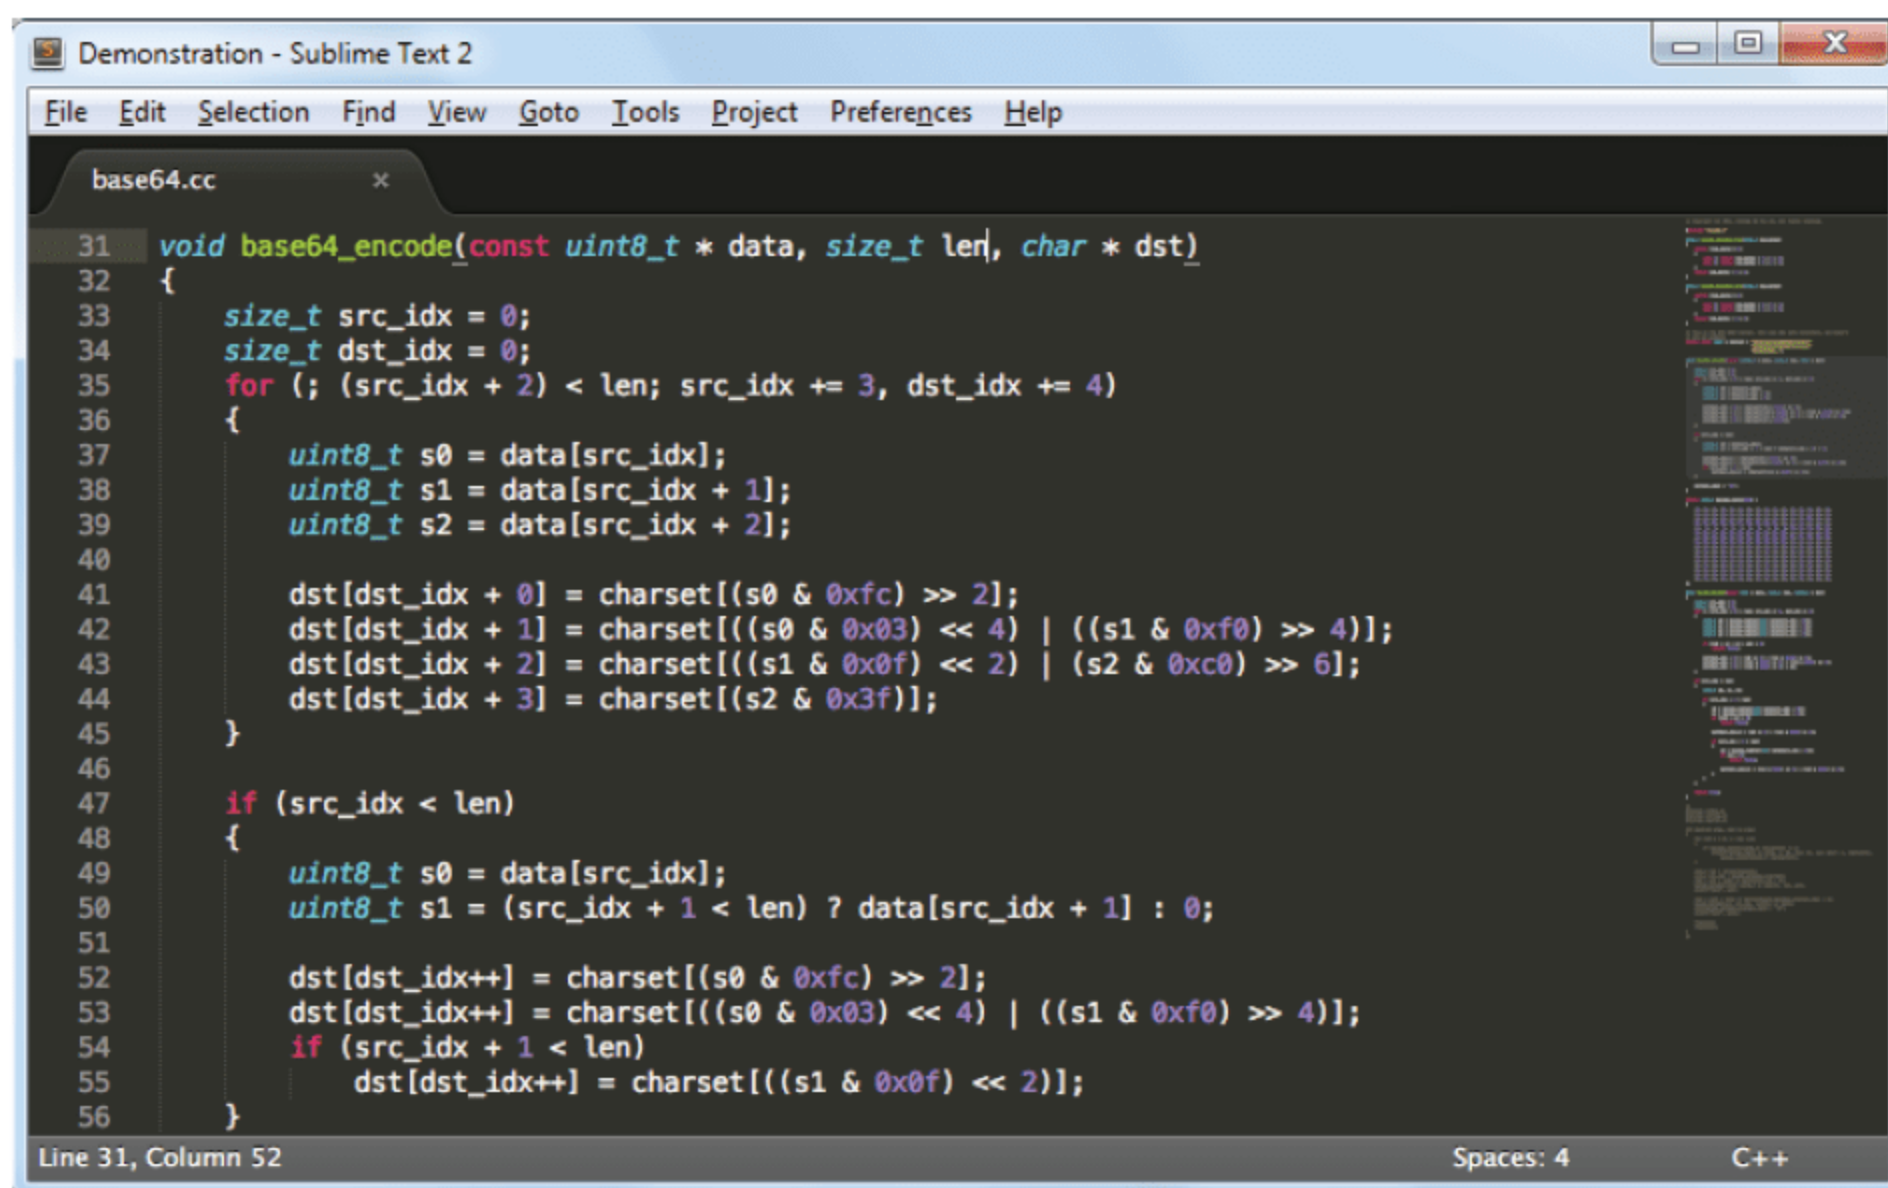 Demonstration - Sublime Text 2
File Edit Selection Find View Goto Tools Project Preferences Help
base64.cc ×
31 void base64_encode(const uint8_t * data, size_t len, char * dst)
32 {
33     size_t src_idx = 0;
34     size_t dst_idx = 0;
35     for (; (src_idx + 2) < len; src_idx += 3, dst_idx += 4)
36     {
37         uint8_t s0 = data[src_idx];
38         uint8_t s1 = data[src_idx + 1];
39         uint8_t s2 = data[src_idx + 2];
40
41         dst[dst_idx + 0] = charset[(s0 & 0xfc) >> 2];
42         dst[dst_idx + 1] = charset[((s0 & 0x03) << 4) | ((s1 & 0xf0) >> 4)];
43         dst[dst_idx + 2] = charset[((s1 & 0x0f) << 2) | (s2 & 0xc0) >> 6];
44         dst[dst_idx + 3] = charset[(s2 & 0x3f)];
45     }
46
47     if (src_idx < len)
48     {
49         uint8_t s0 = data[src_idx];
50         uint8_t s1 = (src_idx + 1 < len) ? data[src_idx + 1] : 0;
51
52         dst[dst_idx++] = charset[(s0 & 0xfc) >> 2];
53         dst[dst_idx++] = charset[((s0 & 0x03) << 4) | ((s1 & 0xf0) >> 4)];
54         if (src_idx + 1 < len)
55             dst[dst_idx++] = charset[((s1 & 0x0f) << 2)];
56     }
Line 31, Column 52 Spaces: 4 C++